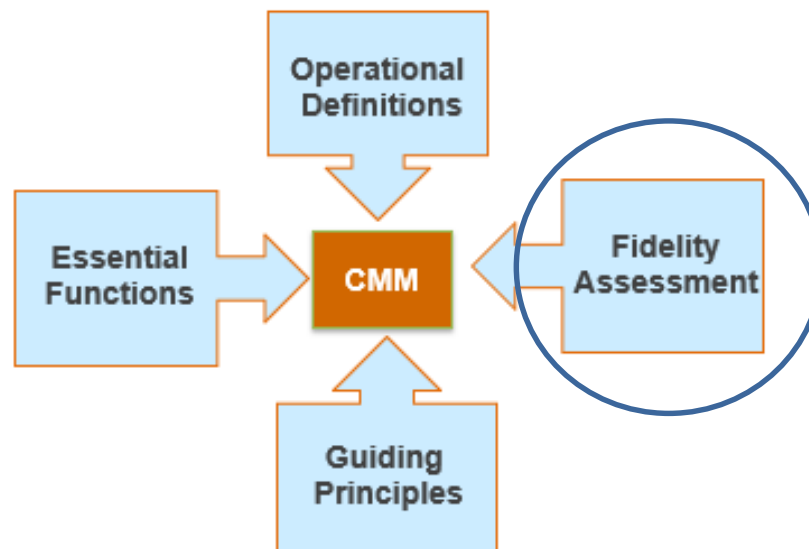 Operational
Definitions
Essential
Functions
CMM
Fidelity
Assessment
Guiding
Principles